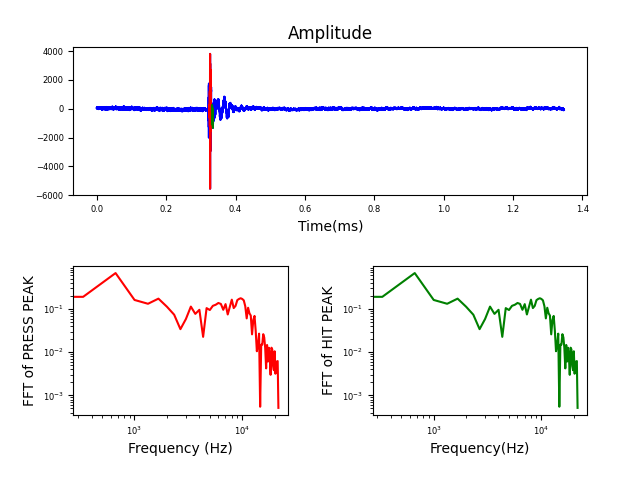 Amplitude
4000
2000
0
−2000
−4000
−6000
0.0 0.2 0.4 0.6 0.8 1.0 1.2 1.4
Time(ms)
FFT of PRESS PEAK
10⁻¹
10⁻²
10⁻³
10³ 10⁴
Frequency (Hz)
FFT of HIT PEAK
10⁻¹
10⁻²
10⁻³
10³ 10⁴
Frequency(Hz)